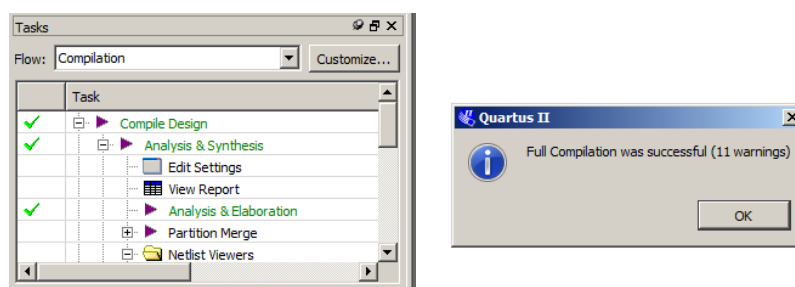 Tasks
Flow: Compilation Customize...
Task
Compile Design
Analysis & Synthesis
Edit Settings
View Report
Analysis & Elaboration
Partition Merge
Netlist Viewers
Quartus II
Full Compilation was successful (11 warnings)
OK